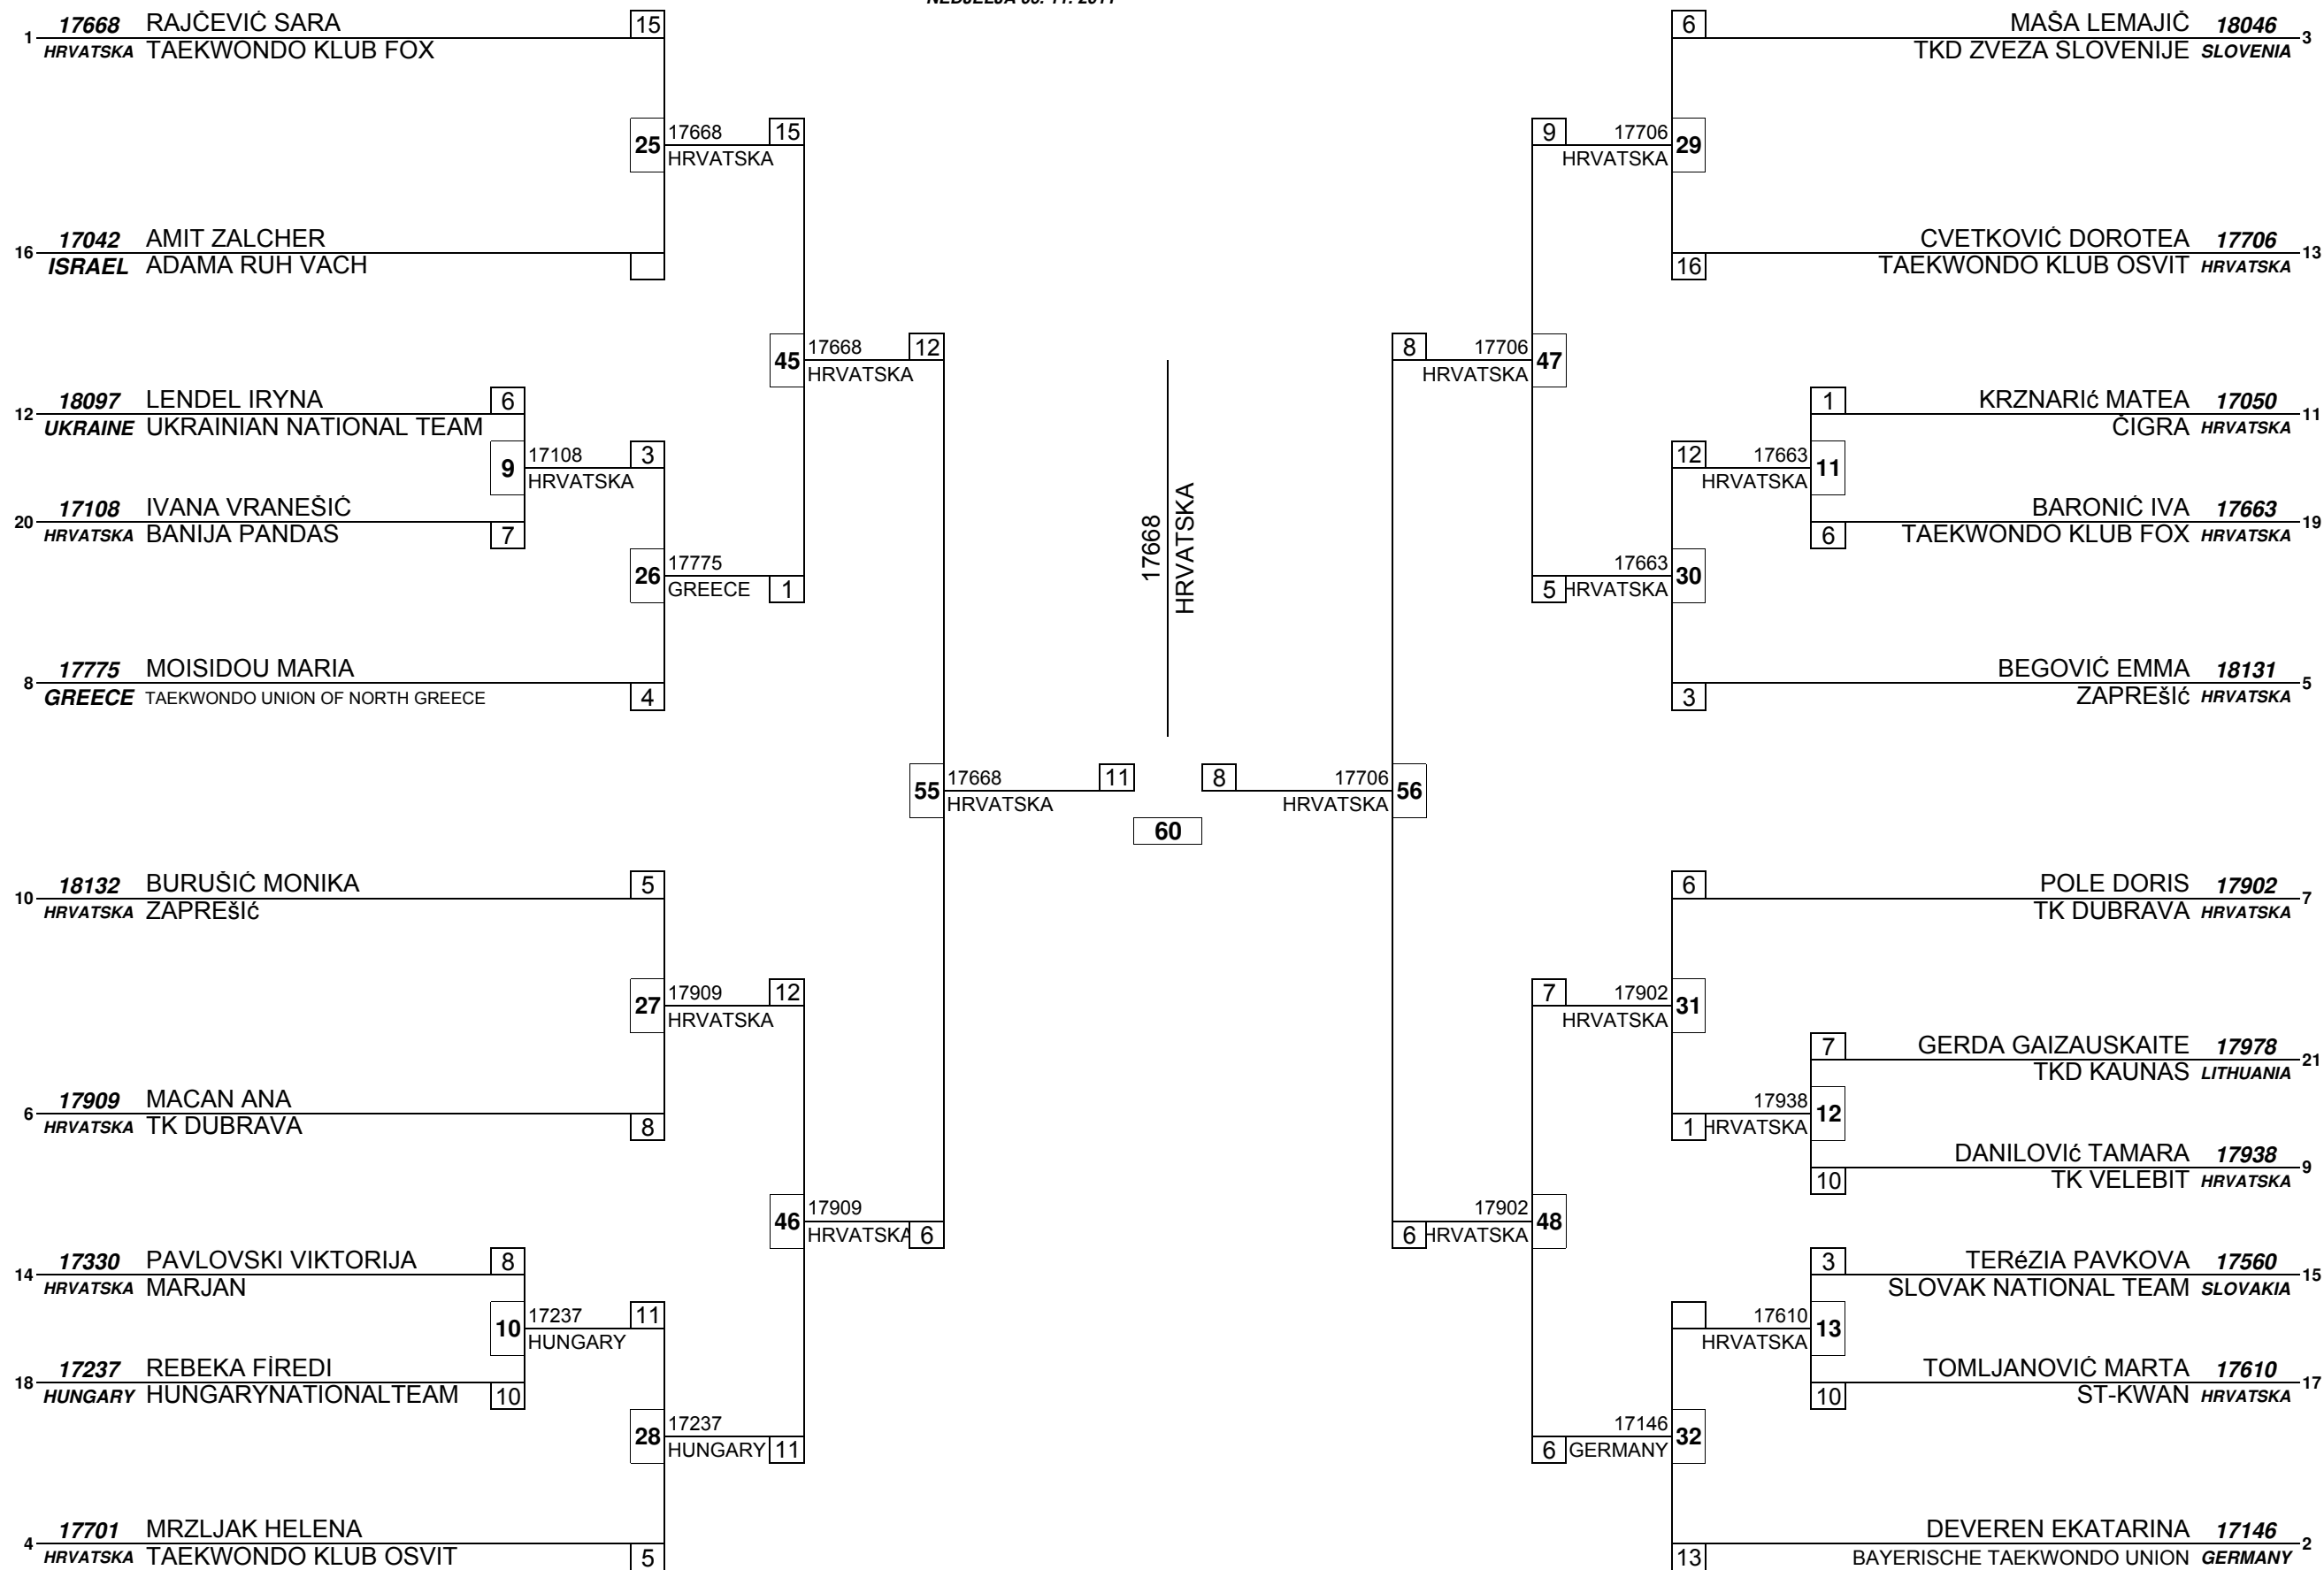 1 17668 RAJČEVIĆ SARA 15
HRVATSKA TAEKWONDO KLUB FOX
25 17668 15
HRVATSKA
16 17042 AMIT ZALCHER
ISRAEL ADAMA RUH VACH
45 17668 12
HRVATSKA
12 18097 LENDEL IRYNA 6
UKRAINE UKRAINIAN NATIONAL TEAM
9 17108 3
HRVATSKA
20 17108 IVANA VRANEŠIĆ
HRVATSKA BANIJA PANDAS 7
26 17775
GREECE 1
8 17775 MOISIDOU MARIA
GREECE TAEKWONDO UNION OF NORTH GREECE 4
55 17668 11
HRVATSKA
10 18132 BURUŠIĆ MONIKA 5
HRVATSKA ZAPREšIć
27 17909 12
HRVATSKA
6 17909 MACAN ANA
HRVATSKA TK DUBRAVA 8
46 17909
HRVATSKA 6
14 17330 PAVLOVSKI VIKTORIJA 8
HRVATSKA MARJAN
10 17237 11
HUNGARY
18 17237 REBEKA FÌREDI
HUNGARY HUNGARYNATIONALTEAM 10
28 17237
HUNGARY 11
4 17701 MRZLJAK HELENA
HRVATSKA TAEKWONDO KLUB OSVIT 5
17668
HRVATSKA
60
6 MAŠA LEMAJIČ 18046 3
TKD ZVEZA SLOVENIJE SLOVENIA
9 17706 29
HRVATSKA
CVETKOVIĆ DOROTEA 17706 13
16 TAEKWONDO KLUB OSVIT HRVATSKA
8 17706 47
HRVATSKA
1 KRZNARIć MATEA 17050 11
ČIGRA HRVATSKA
12 17663 11
HRVATSKA
BARONIĆ IVA 17663 19
6 TAEKWONDO KLUB FOX HRVATSKA
17663 30
5 HRVATSKA
BEGOVIĆ EMMA 18131 5
3 ZAPREšIć HRVATSKA
8 17706 56
HRVATSKA
6 POLE DORIS 17902 7
TK DUBRAVA HRVATSKA
7 17902 31
HRVATSKA
7 GERDA GAIZAUSKAITE 17978 21
TKD KAUNAS LITHUANIA
17938 12
1 HRVATSKA
DANILOVIć TAMARA 17938 9
10 TK VELEBIT HRVATSKA
17902 48
6 HRVATSKA
3 TERéZIA PAVKOVA 17560 15
SLOVAK NATIONAL TEAM SLOVAKIA
17610 13
HRVATSKA
TOMLJANOVIĆ MARTA 17610 17
10 ST-KWAN HRVATSKA
17146 32
6 GERMANY
DEVEREN EKATARINA 17146 2
13 BAYERISCHE TAEKWONDO UNION GERMANY